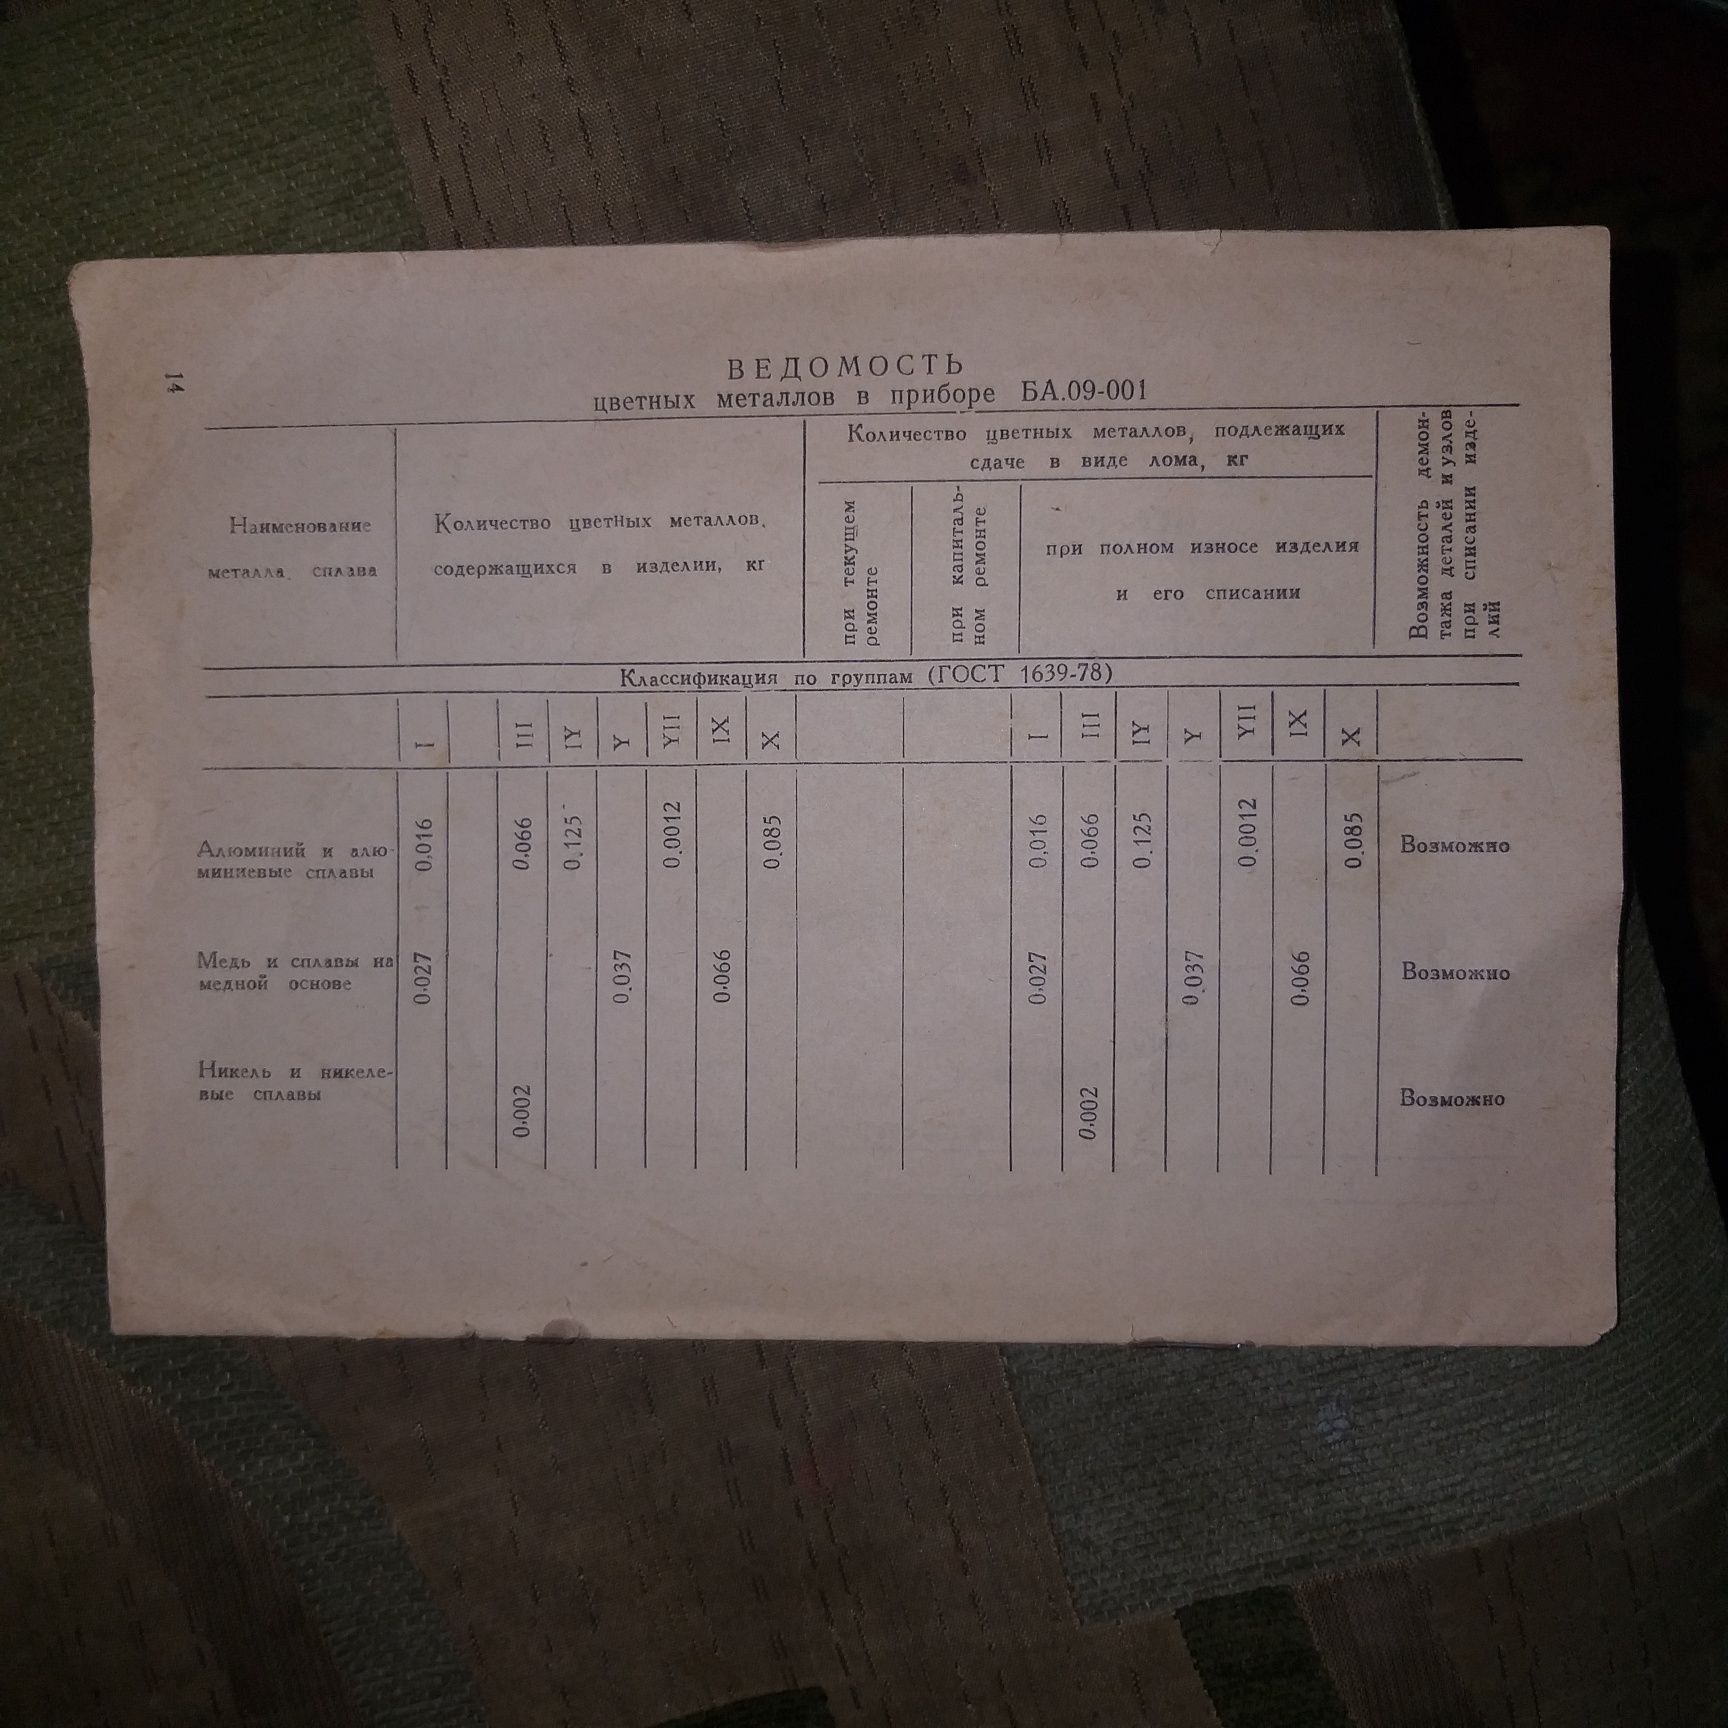 14
ВЕДОМОСТЬ
цветных металлов в приборе БА.09-001
Наименование
металла, сплава
Количество цветных металлов,
содержащихся в изделии, кг
Количество цветных металлов, подлежащих
сдаче в виде лома, кг
при текущем
ремонте
при капиталь-
ном ремонте
при полном износе изделия
и его списании
Возможность демон-
тажа деталей и узлов
при списании изде-
лий
Классификация по группам (ГОСТ 1639-78)
I III IY Y YII IX X I III IY Y YII IX X
Алюминий и алю-
миниевые сплавы
0,016 0,066 0,125 0,0012 0,085 0,016 0,066 0,125 0,0012 0,085 Возможно
Медь и сплавы на
медной основе
0,027 0,037 0,066 0,027 0,037 0,066 Возможно
Никель и никеле-
вые сплавы
0,002 0,002 Возможно